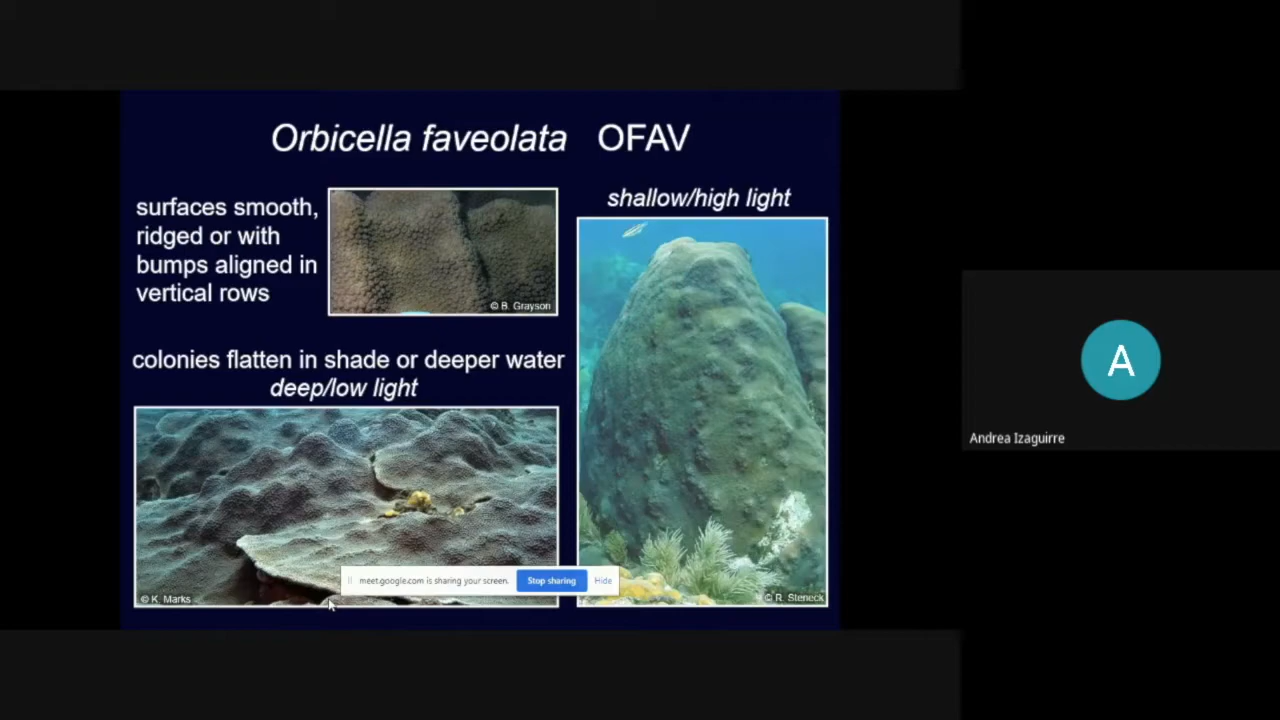 Orbicella faveolata OFAV
surfaces smooth,
ridged or with
bumps aligned in
vertical rows
© B. Grayson
shallow/high light
colonies flatten in shade or deeper water
deep/low light
meet.google.com is sharing your screen.
Stop sharing
Hide
© K. Marks
© R. Steneck
A
Andrea Izaguirre